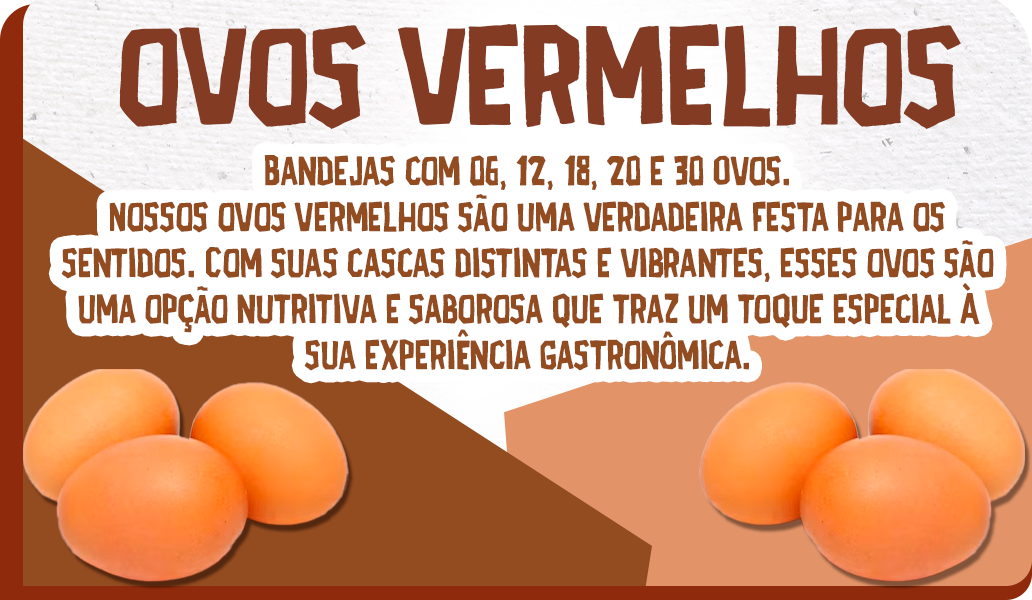 OVOS VERMELHOS
BANDEJAS COM 06, 12, 18, 20 E 30 OVOS.
NOSSOS OVOS VERMELHOS SÃO UMA VERDADEIRA FESTA PARA OS
SENTIDOS. COM SUAS CASCAS DISTINTAS E VIBRANTES, ESSES OVOS SÃO
UMA OPÇÃO NUTRITIVA E SABOROSA QUE TRAZ UM TOQUE ESPECIAL À
SUA EXPERIÊNCIA GASTRONÔMICA.